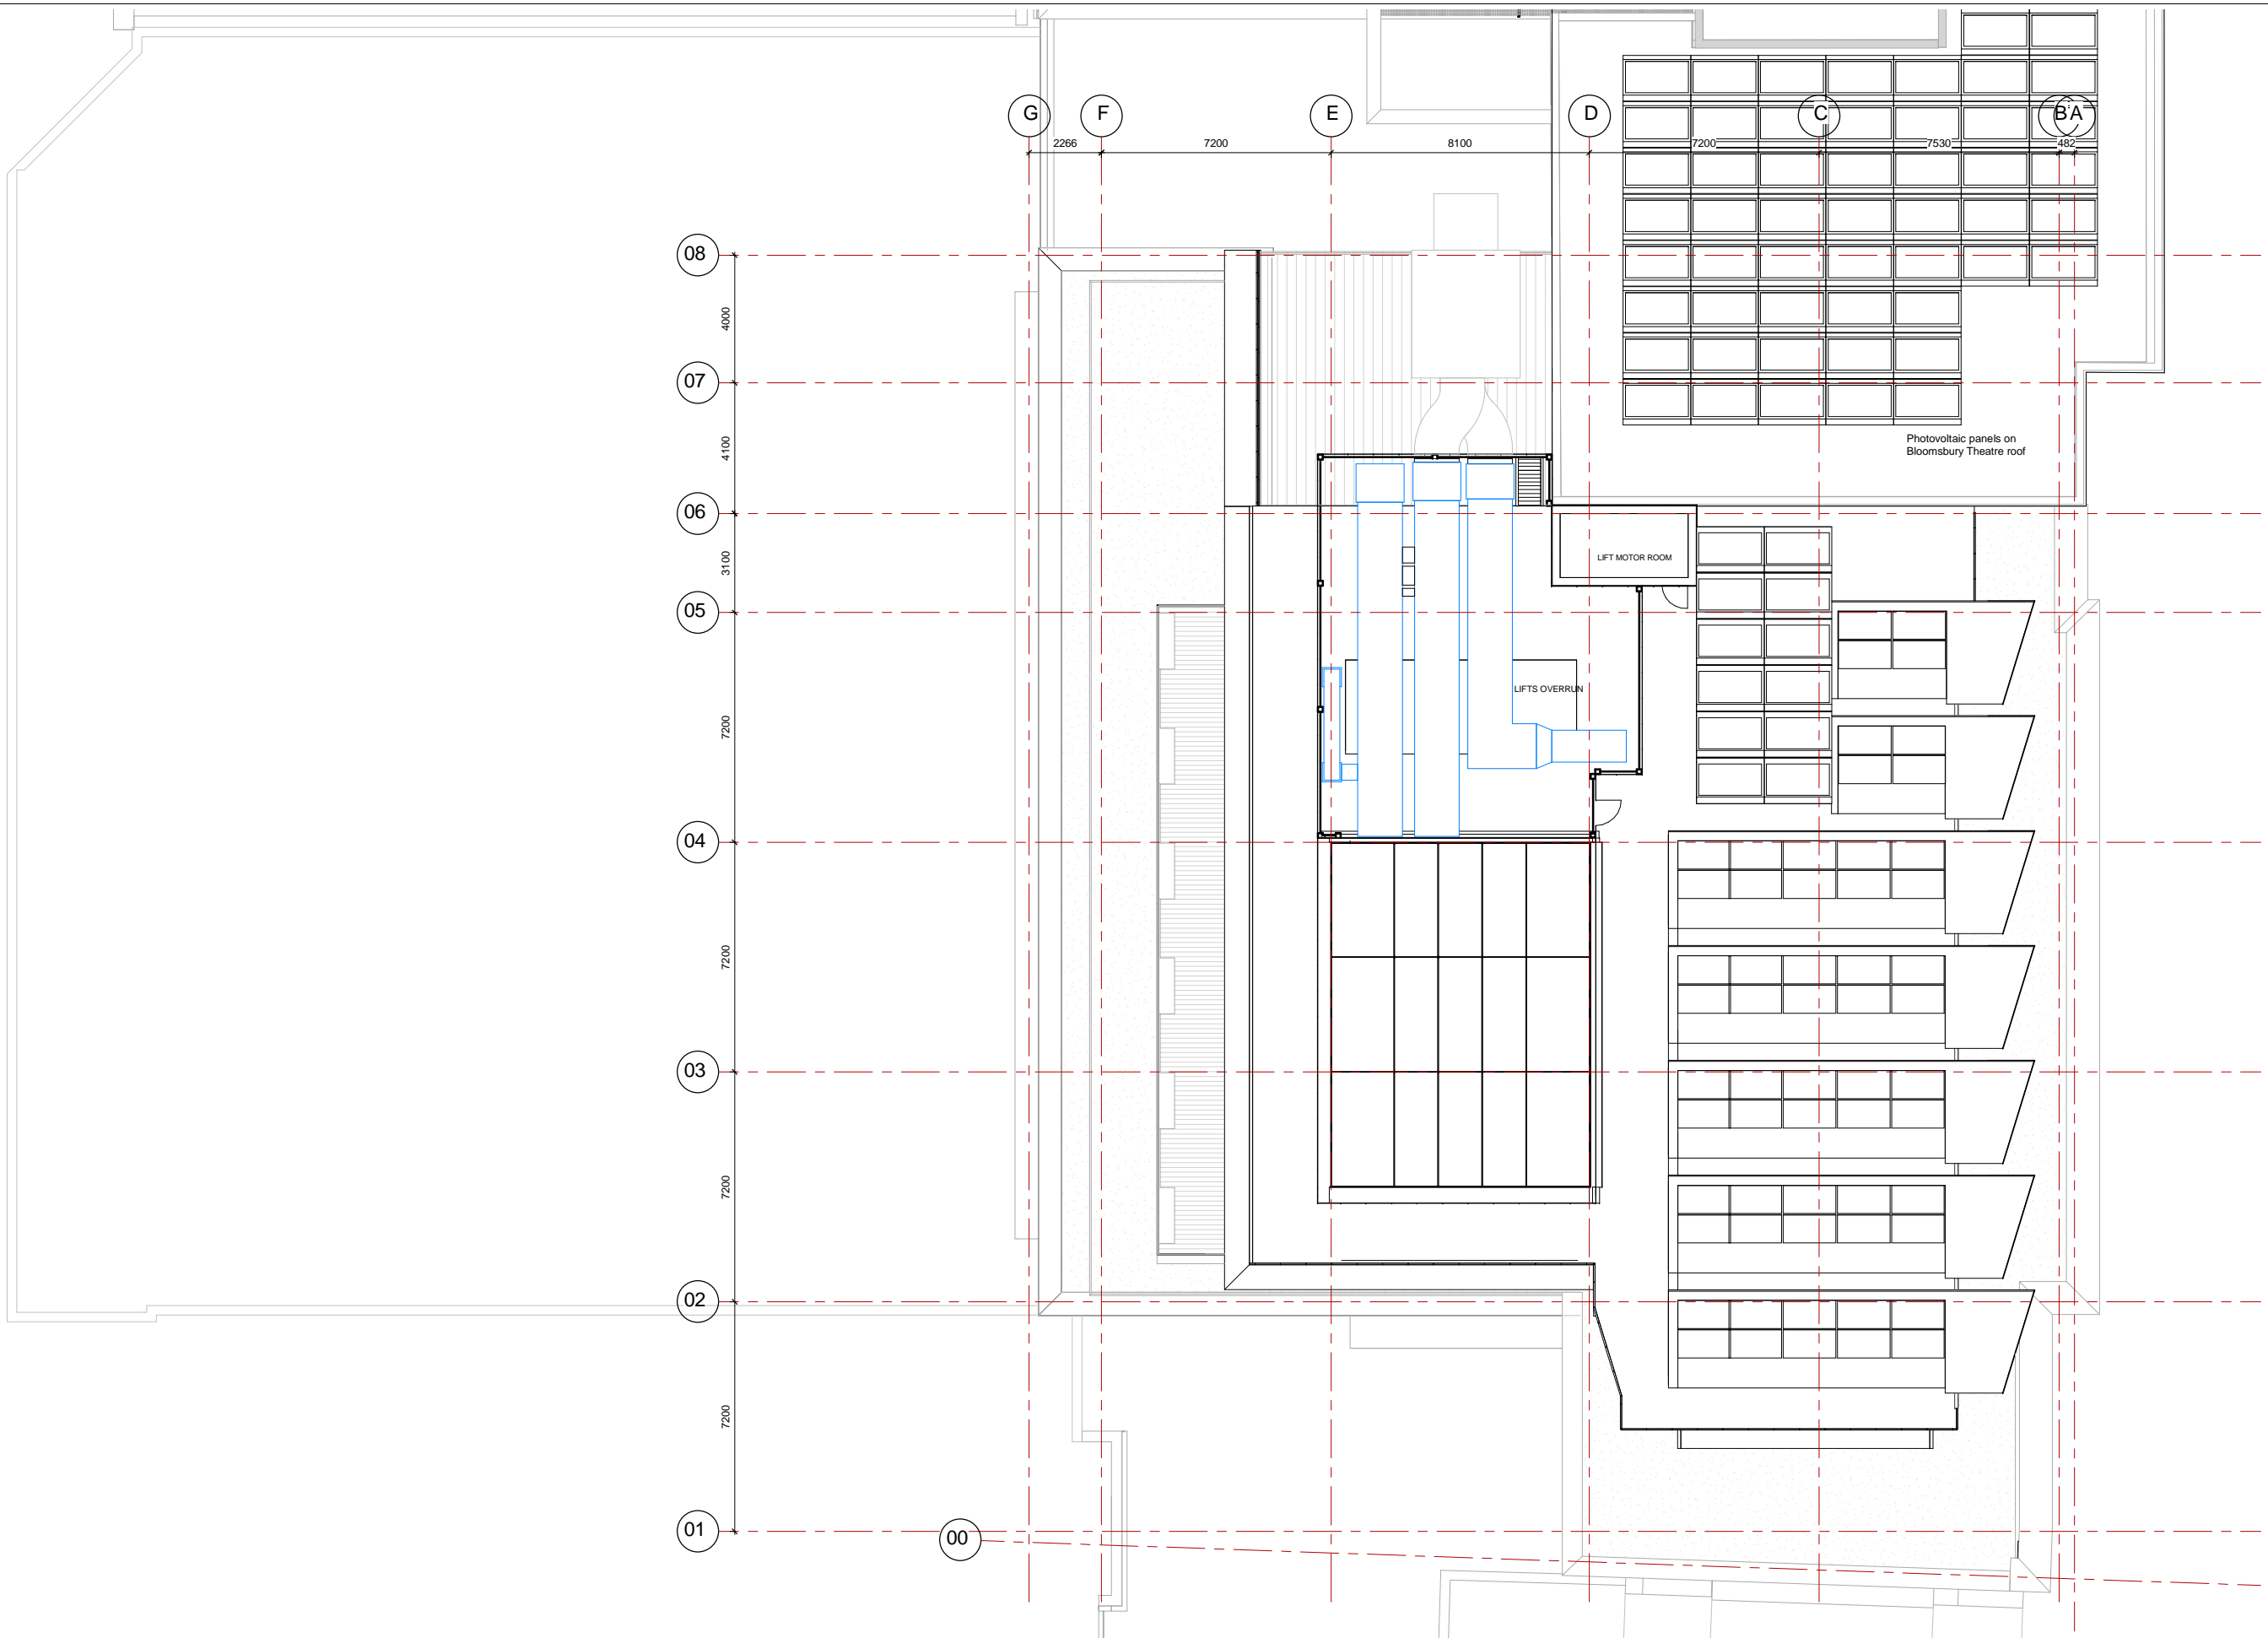 G F E D C B A
2266 7200 8100 7200 7530 482
08
4000
07
4100
Photovoltaic panels on
Bloomsbury Theatre roof
06
3100
LIFT MOTOR ROOM
05
7200
LIFTS OVERRUN
04
7200
03
7200
02
7200
01
00